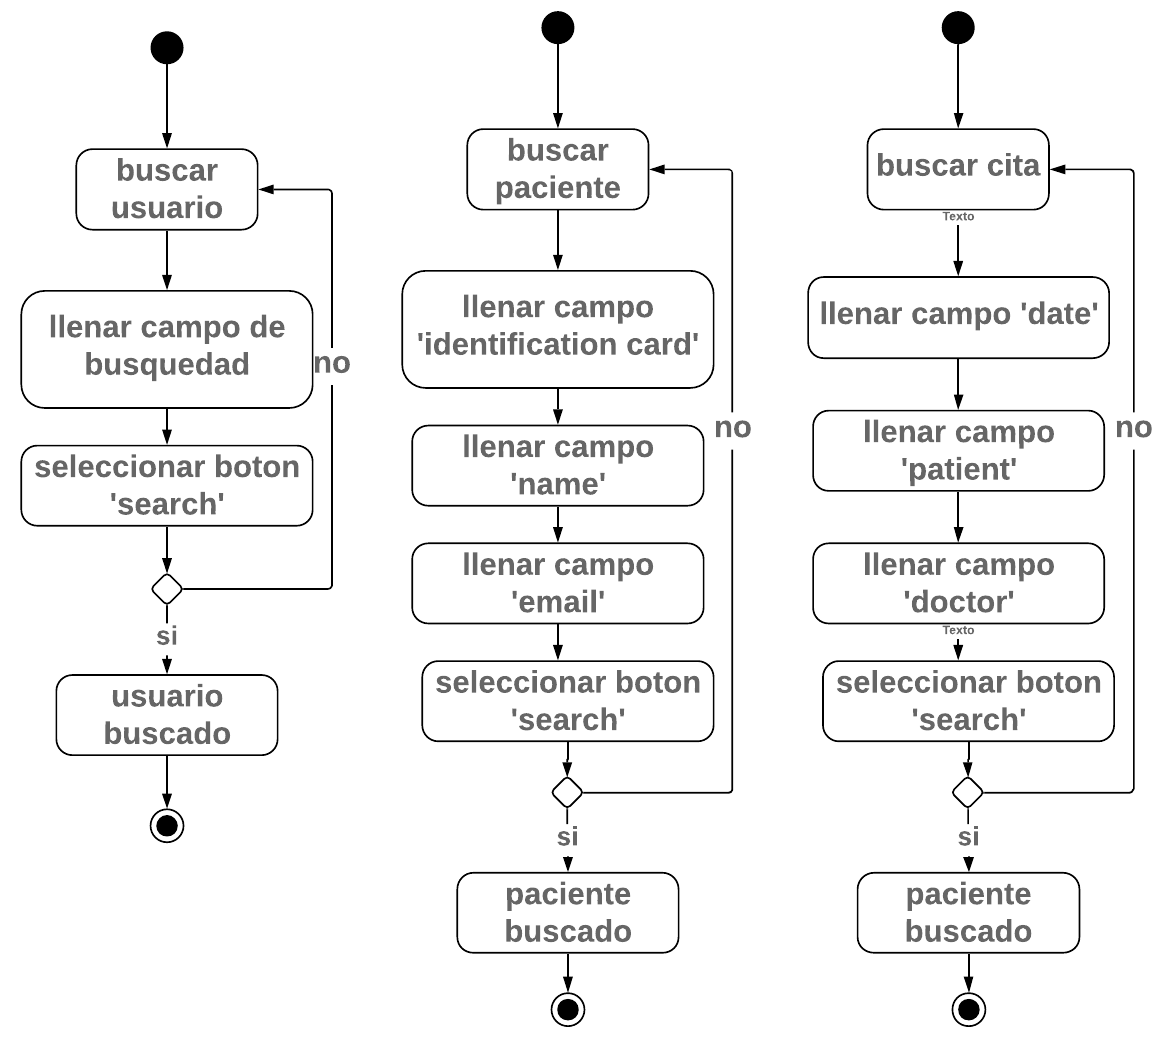 buscar
usuario
llenar campo de
busquedad
no
seleccionar boton
'search'
si
usuario
buscado
buscar
paciente
llenar campo
'identification card'
no
llenar campo
'name'
llenar campo
'email'
seleccionar boton
'search'
si
paciente
buscado
buscar cita
Texto
llenar campo 'date'
no
llenar campo
'patient'
llenar campo
'doctor'
Texto
seleccionar boton
'search'
si
paciente
buscado